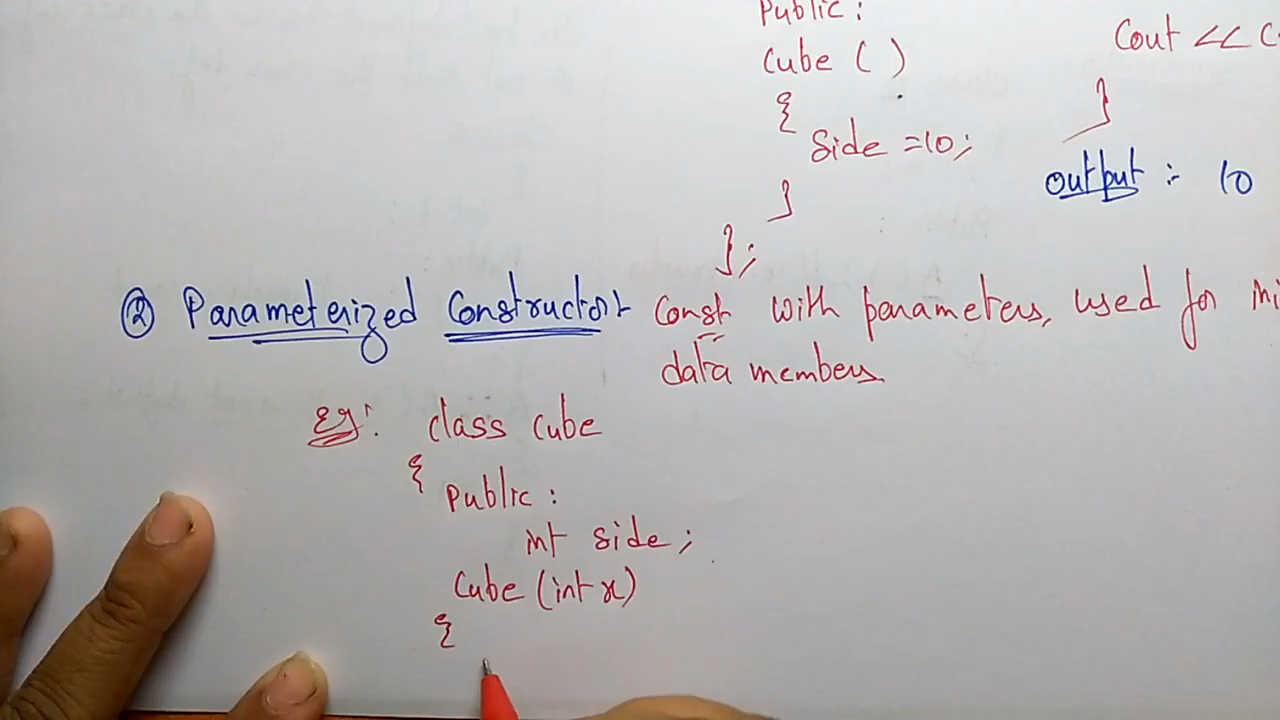 Public:
Cube ( )
{
Side =10;
}
};
Cout <<
}
output :- 10
② Parameterized Constructor Const with parameters, used for
data members
Eg: class Cube
{
Public :
int side ;
Cube (int x)
{